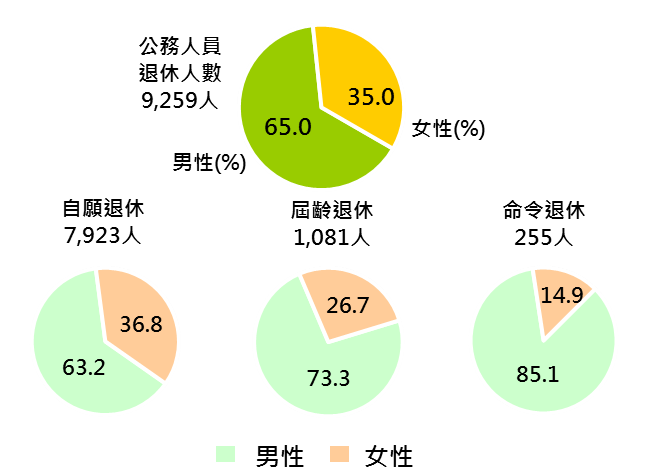 公務人員
退休人數
9,259人
35.0
65.0
女性(%)
男性(%)
自願退休
7,923人
屆齡退休
1,081人
命令退休
255人
36.8
63.2
26.7
73.3
14.9
85.1
男性
女性